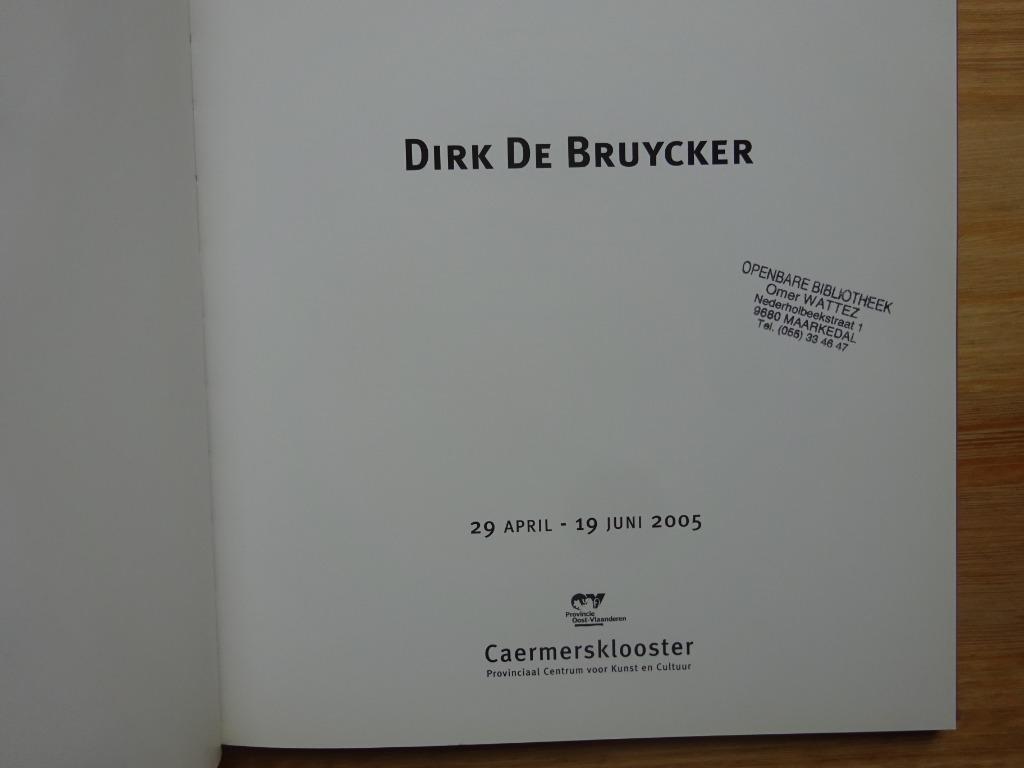 DIRK DE BRUYCKER
OPENBARE BIBLIOTHEEK
Omer WATTEZ
Nederholbeekstraat 1
9680 MAARKEDAL
Tel. (055) 33 46 47
29 APRIL - 19 JUNI 2005
Provincie
Oost-Vlaanderen
Caermersklooster
Provinciaal Centrum voor Kunst en Cultuur